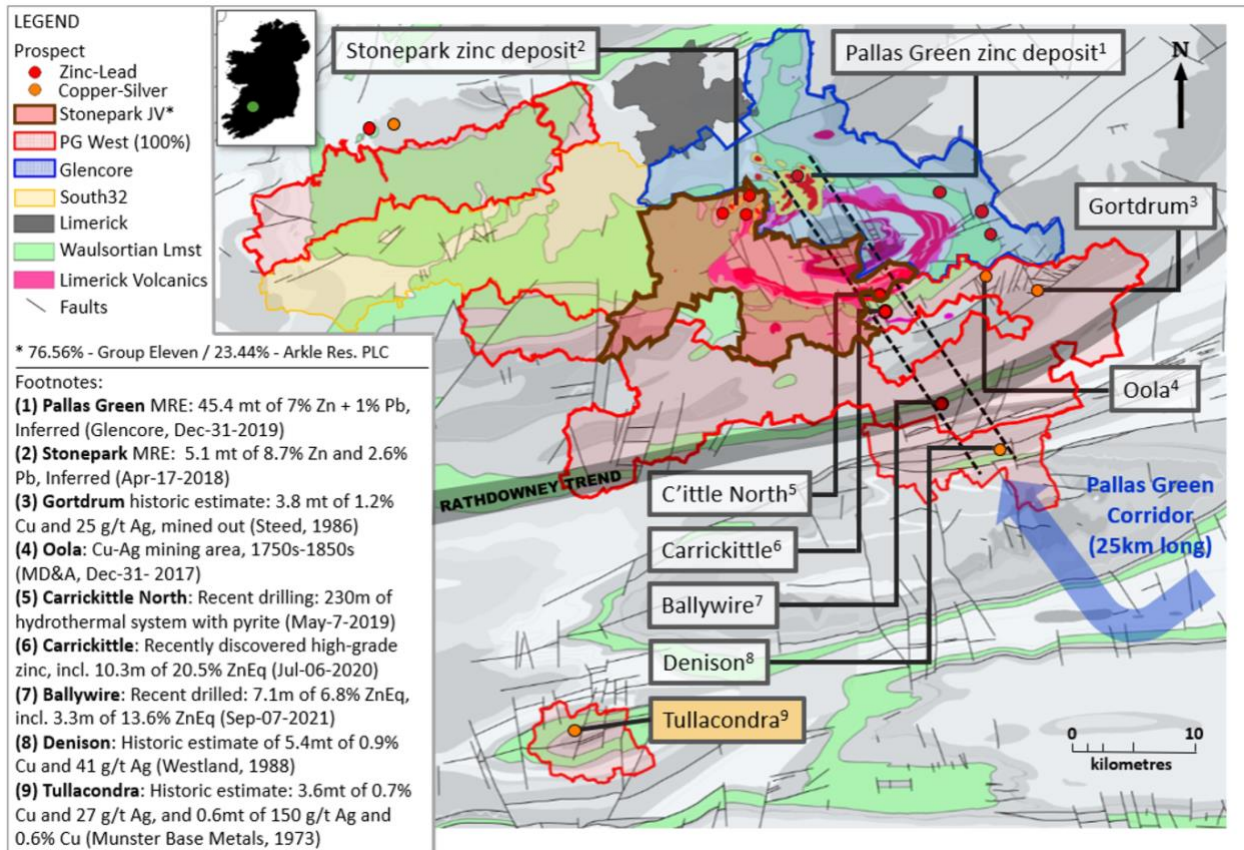 LEGEND
Prospect
Zinc-Lead
Copper-Silver
Stonepark JV*
PG West (100%)
Glencore
South32
Limerick
Waulsortian Lmst
Limerick Volcanics
Faults
* 76.56% - Group Eleven / 23.44% - Arkle Res. PLC
Footnotes:
(1) Pallas Green MRE: 45.4 mt of 7% Zn + 1% Pb,
Inferred (Glencore, Dec-31-2019)
(2) Stonepark MRE:  5.1 mt of 8.7% Zn and 2.6%
Pb, Inferred (Apr-17-2018)
(3) Gortdrum historic estimate: 3.8 mt of 1.2%
Cu and 25 g/t Ag, mined out (Steed, 1986)
(4) Oola: Cu-Ag mining area, 1750s-1850s
(MD&A, Dec-31- 2017)
(5) Carrickittle North: Recent drilling: 230m of
hydrothermal system with pyrite (May-7-2019)
(6) Carrickittle: Recently discovered high-grade
zinc, incl. 10.3m of 20.5% ZnEq (Jul-06-2020)
(7) Ballywire: Recent drilled: 7.1m of 6.8% ZnEq,
incl. 3.3m of 13.6% ZnEq (Sep-07-2021)
(8) Denison: Historic estimate of 5.4mt of 0.9%
Cu and 41 g/t Ag (Westland, 1988)
(9) Tullacondra: Historic estimate: 3.6mt of 0.7%
Cu and 27 g/t Ag, and 0.6mt of 150 g/t Ag and
0.6% Cu (Munster Base Metals, 1973)
Stonepark zinc deposit²
Pallas Green zinc deposit¹
N
Gortdrum³
Oola⁴
RATHDOWNEY TREND
C'ittle North⁵
Carrickittle⁶
Ballywire⁷
Denison⁸
Tullacondra⁹
Pallas Green
Corridor
(25km long)
0 10
kilometres